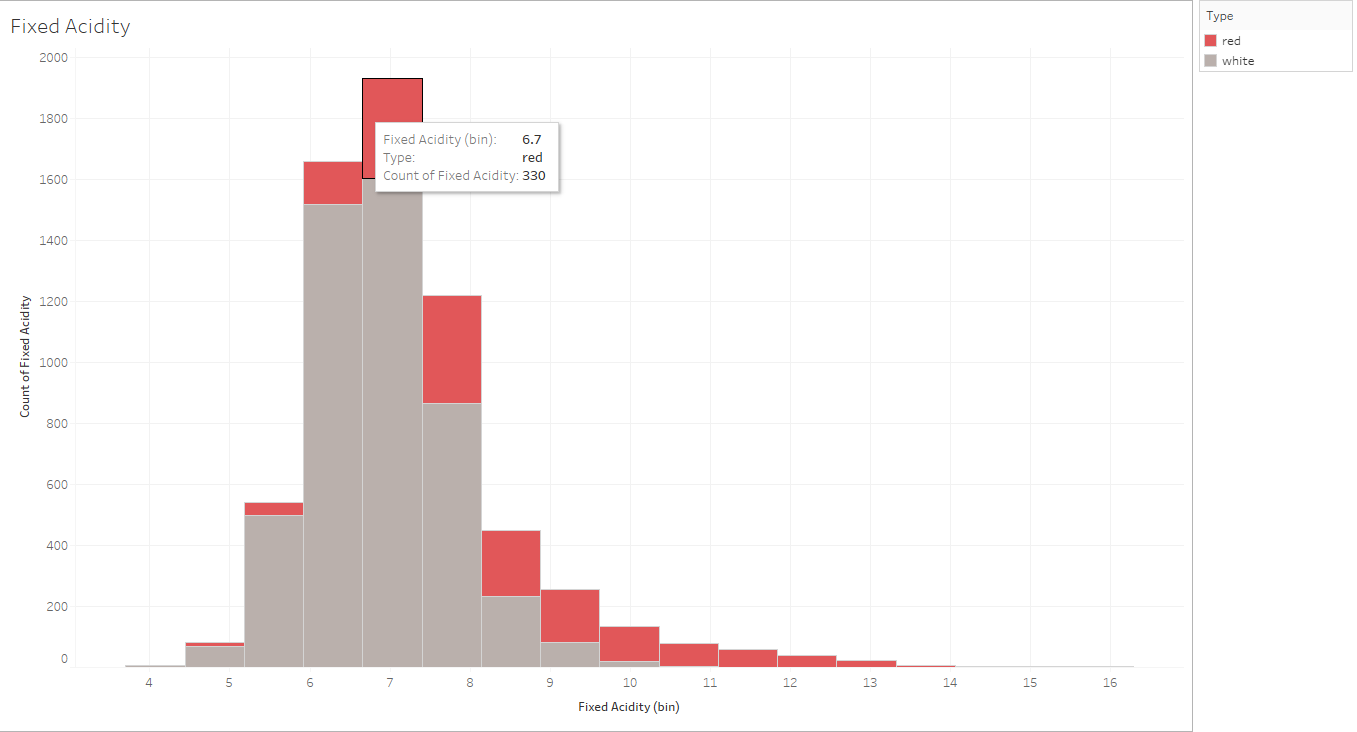 Fixed Acidity
Type
red
white
2000
1800
1600
1400
1200
1000
800
600
400
200
0
Count of Fixed Acidity
Fixed Acidity (bin): 6.7
Type: red
Count of Fixed Acidity: 330
4 5 6 7 8 9 10 11 12 13 14 15 16
Fixed Acidity (bin)